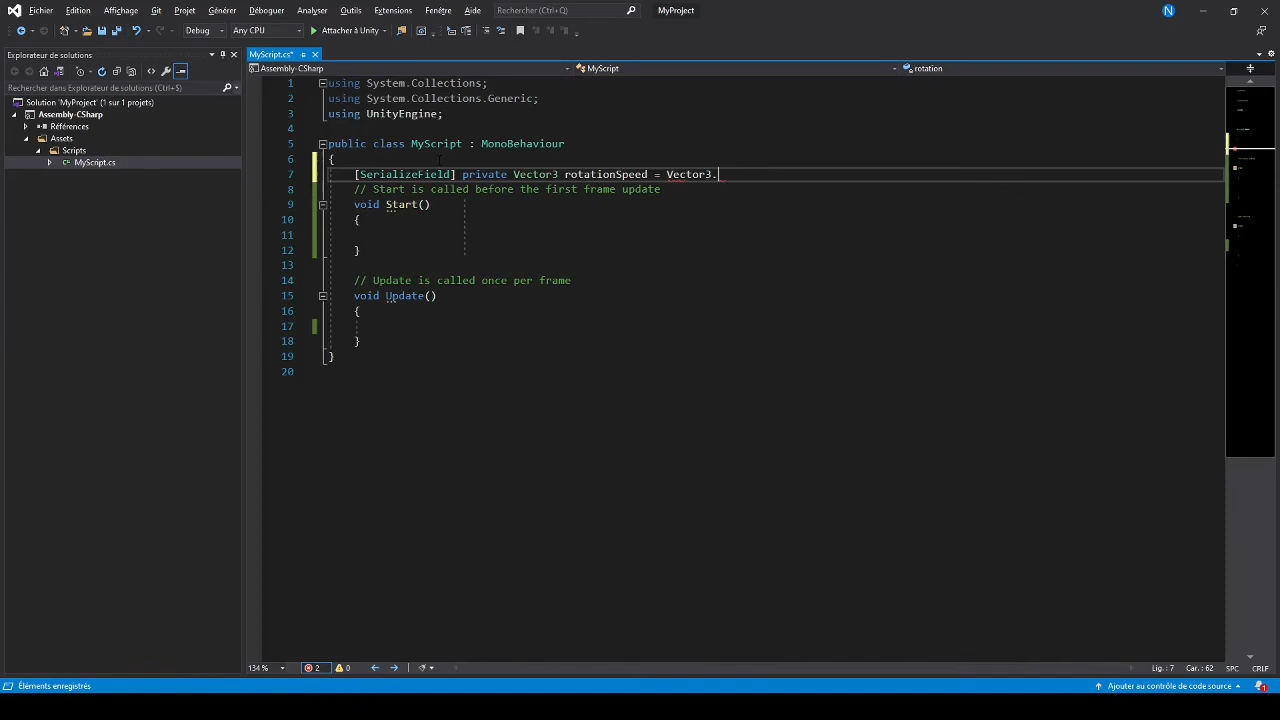 Fichier Edition Affichage Git Projet Générer Déboguer Analyser Outils Extensions Fenêtre Aide Rechercher (Ctrl+Q) MyProject N
Debug Any CPU Attacher à Unity
Explorateur de solutions
MyScript.cs*
Assembly-CSharp MyScript rotation
Rechercher dans Explorateur de solutions (Ctrl+$)
Solution 'MyProject' (1 sur 1 projets)
Assembly-CSharp
Références
Assets
Scripts
MyScript.cs
1 using System.Collections;
2 using System.Collections.Generic;
3 using UnityEngine;
4
5 public class MyScript : MonoBehaviour
6 {
7 [SerializeField] private Vector3 rotationSpeed = Vector3.
8 // Start is called before the first frame update
9 void Start()
10 {
11
12 }
13
14 // Update is called once per frame
15 void Update()
16 {
17
18 }
19 }
20
134 % 2 0 Lig. : 7 Car. : 62 SPC CRLF
Éléments enregistrés Ajouter au contrôle de code source 1